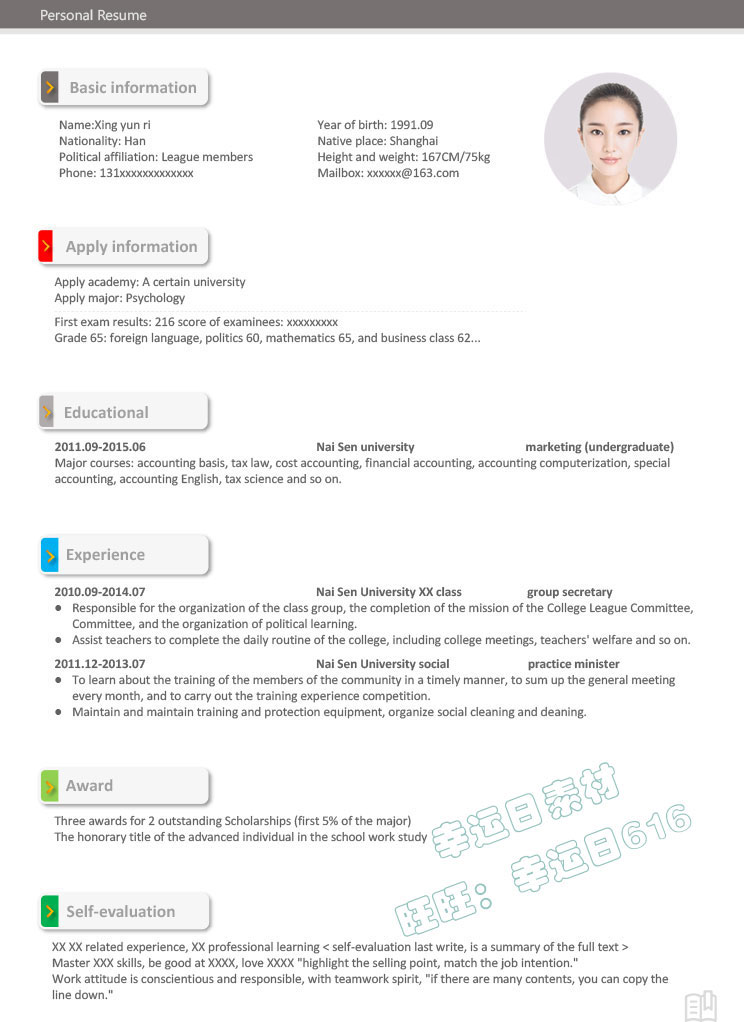 Personal Resume
Basic information
Name:Xing yun ri
Year of birth: 1991.09
Nationality: Han
Native place: Shanghai
Political affiliation: League members
Height and weight: 167CM/75kg
Phone: 131xxxxxxxxxxxxx
Mailbox: xxxxxx@163.com
Apply information
Apply academy: A certain university
Apply major: Psychology
First exam results: 216 score of examinees: xxxxxxxxx
Grade 65: foreign language, politics 60, mathematics 65, and business class 62...
Educational
2011.09-2015.06 Nai Sen university marketing (undergraduate)
Major courses: accounting basis, tax law, cost accounting, financial accounting, accounting computerization, special
accounting, accounting English, tax science and so on.
Experience
2010.09-2014.07 Nai Sen University XX class group secretary
● Responsible for the organization of the class group, the completion of the mission of the College League Committee,
Committee, and the organization of political learning.
● Assist teachers to complete the daily routine of the college, including college meetings, teachers' welfare and so on.
2011.12-2013.07 Nai Sen University social practice minister
● To learn about the training of the members of the community in a timely manner, to sum up the general meeting
every month, and to carry out the training experience competition.
● Maintain and maintain training and protection equipment, organize social cleaning and deaning.
Award
Three awards for 2 outstanding Scholarships (first 5% of the major)
The honorary title of the advanced individual in the school work study
幸运日素材
旺旺：幸运日616
Self-evaluation
XX XX related experience, XX professional learning < self-evaluation last write, is a summary of the full text >
Master XXX skills, be good at XXXX, love XXXX "highlight the selling point, match the job intention."
Work attitude is conscientious and responsible, with teamwork spirit, "if there are many contents, you can copy the
line down."